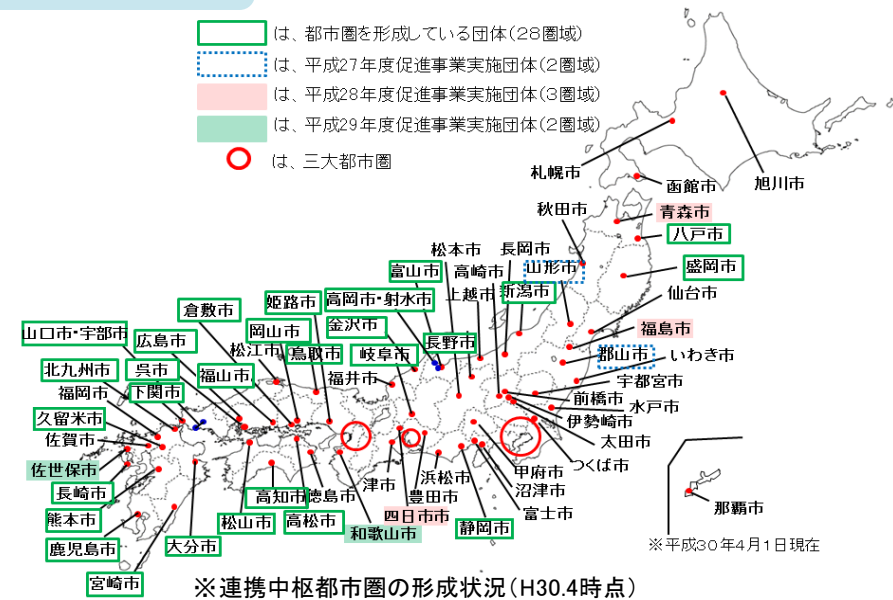 は、都市圏を形成している団体(28圏域)
は、平成27年度促進事業実施団体(2圏域)
は、平成28年度促進事業実施団体(3圏域)
は、平成29年度促進事業実施団体(2圏域)
は、三大都市圏
札幌市
函館市
旭川市
秋田市
青森市
八戸市
松本市
長岡市
富山市
高崎市
山形市
盛岡市
倉敷市
姫路市
高岡市・射水市
上越市
新潟市
仙台市
山口市・宇部市
広島市
岡山市
金沢市
福島市
松江市
鳥取市
岐阜市
長野市
郡山市
いわき市
北九州市
呉市
福山市
福井市
宇都宮市
福岡市
下関市
前橋市
水戸市
久留米市
伊勢崎市
佐賀市
太田市
佐世保市
つくば市
甲府市
長崎市
高知市
徳島市
津市
浜松市
豊田市
沼津市
那覇市
熊本市
松山市
高松市
四日市市
富士市
和歌山市
静岡市
鹿児島市
大分市
※平成30年4月1日現在
宮崎市
※連携中枢都市圏の形成状況(H30.4時点)